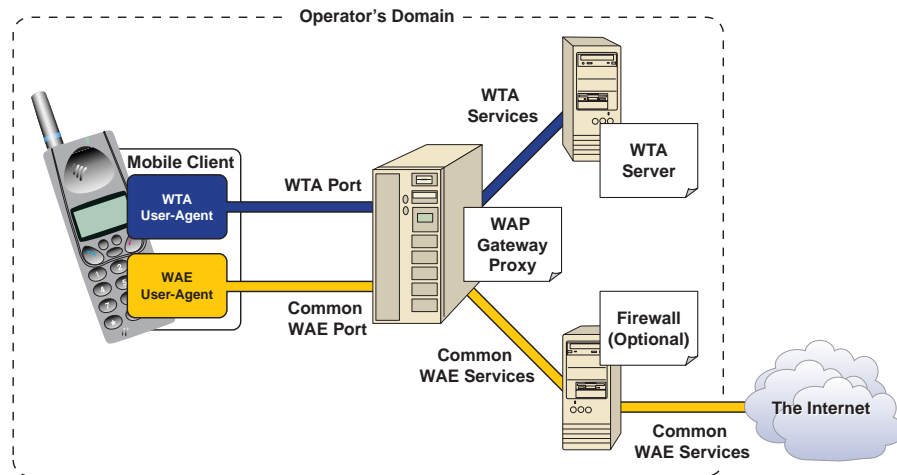 Operator's Domain
WTA
Services
WTA
Server
Mobile Client
WTA Port
WTA
User-Agent
WAP
Gateway
Proxy
WAE
User-Agent
Common
WAE Port
Firewall
(Optional)
Common
WAE Services
The Internet
Common
WAE Services